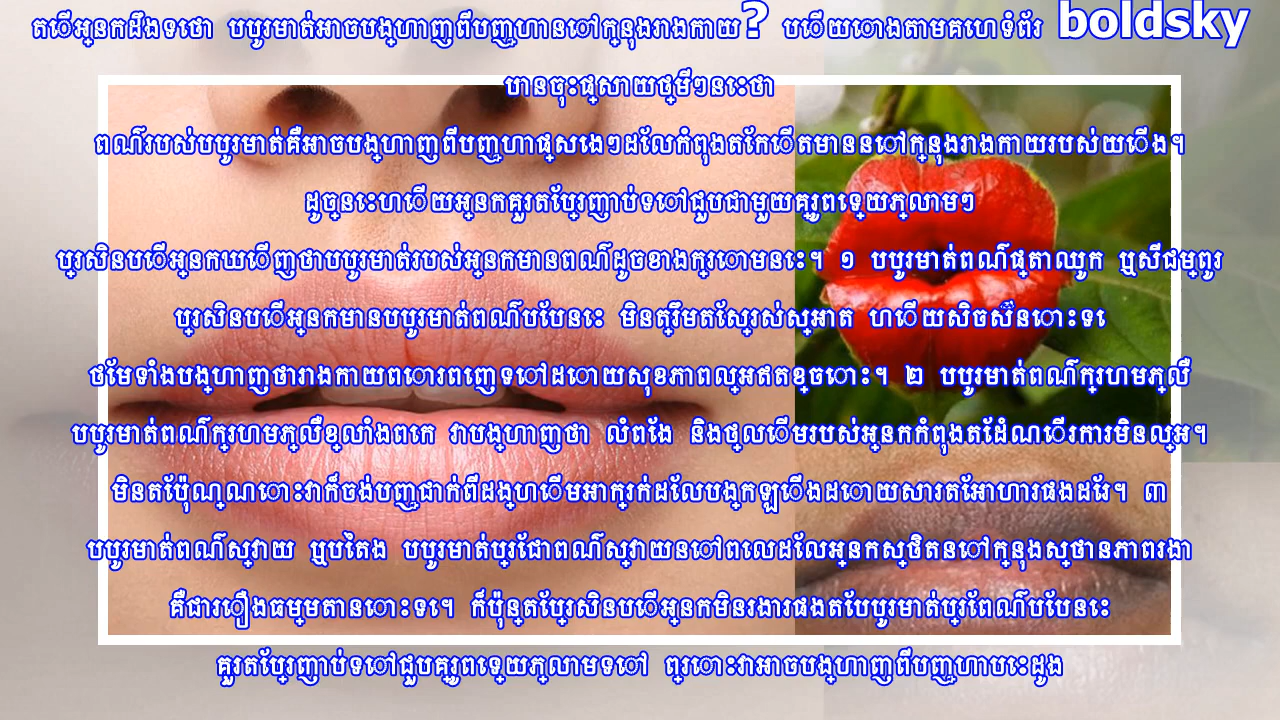 តើអ្នកដឹងទេថា បបូរមាត់អាចបង្ហាញពីបញ្ហានៅក្នុងរាងកាយ? បើយោងតាមគេហទំព័រ boldsky
បានចុះផ្សាយថ្មីៗនេះថា
ពណ៌របស់បបូរមាត់គឺអាចបង្ហាញពីបញ្ហាផ្សេងៗដែលកំពុងតែកើតមាននៅក្នុងរាងកាយរបស់យើង។
ដូច្នេះហើយអ្នកគួរតែប្រញាប់ទៅជួបជាមួយគ្រូពេទ្យភ្លាមៗ
ប្រសិនបើអ្នកឃើញថាបបូរមាត់របស់អ្នកមានពណ៌ដូចខាងក្រោមនេះ។ ១ បបូរមាត់ពណ៌ផ្កាឈូក ឬស៊ីជម្ពូរ
ប្រសិនបើអ្នកមានបបូរមាត់ពណ៌បែបនេះ មិនត្រឹមតែស្រស់ស្អាត ហើយសិចស៊ីនោះទេ
ថែមទាំងបង្ហាញថារាងកាយពោរពេញទៅដោយសុខភាពល្អឥតខ្ចោះ។ ២ បបូរមាត់ពណ៌ក្រហមភ្លឺ
បបូរមាត់ពណ៌ក្រហមភ្លឺខ្លាំងពេក វាបង្ហាញថា លំពែង និងថ្លើមរបស់អ្នកកំពុងតែដំណើរការមិនល្អ។
មិនតែប៉ុណ្ណោះវាក៏ចង់បញ្ជាក់ពីដង្ហើមអាក្រក់ដែលបង្កឡើងដោយសារតែអាហារផងដែរ។ ៣
បបូរមាត់ពណ៌ស្វាយ ឬបៃតង បបូរមាត់ប្រែជាពណ៌ស្វាយនៅពេលដែលអ្នកស្ថិតនៅក្នុងស្ថានភាពរងា
គឺជារឿងធម្មតានោះទេ។ ក៏ប៉ុន្តែប្រសិនបើអ្នកមិនរងារផងតែបបូរមាត់ប្រែពណ៌បែបនេះ
គួរតែប្រញាប់ទៅជួបគ្រូពេទ្យភ្លាមទៅ ព្រោះវាអាចបង្ហាញពីបញ្ហាបេះដូង